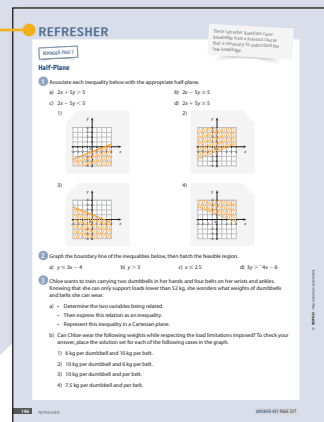 REFRESHER
These refresher questions cover
knowledge from a previous course
that is necessary to understand the
new knowledge.
REMINDER, PAGE 3
Half-Plane
1 Associate each inequality below with the appropriate half-plane.
a) 2x + 5y > 5
b) 2x − 5y ≥ 5
c) 2x − 5y < 5
d) 2x + 5y ≤ 5
1)
2)
3)
4)
2 Graph the boundary line of the inequalities below, then hatch the feasible region.
a) y ≥ 3x − 4
b) y > 3
c) x ≤ 2.5
d) 3y > ⁻4x − 6
3 Chloe wants to train carrying two dumbbells in her hands and four belts on her wrists and ankles.
Knowing that she can only support loads lower than 52 kg, she wonders what weights of dumbbells
and belts she can wear.
a) - Determine the two variables being related.
- Then express this relation as an inequality.
- Represent this inequality in a Cartesian plane.
b) Can Chloe wear the following weights while respecting the load limitations imposed? To check your
answer, place the solution set for each of the following cases in the graph.
1) 6 kg per dumbbell and 10 kg per belt.
2) 10 kg per dumbbell and 6 kg per belt.
3) 10 kg per dumbbell and per belt.
4) 7.5 kg per dumbbell and per belt.
146 REFRESHER
ANSWER KEY PAGE 207